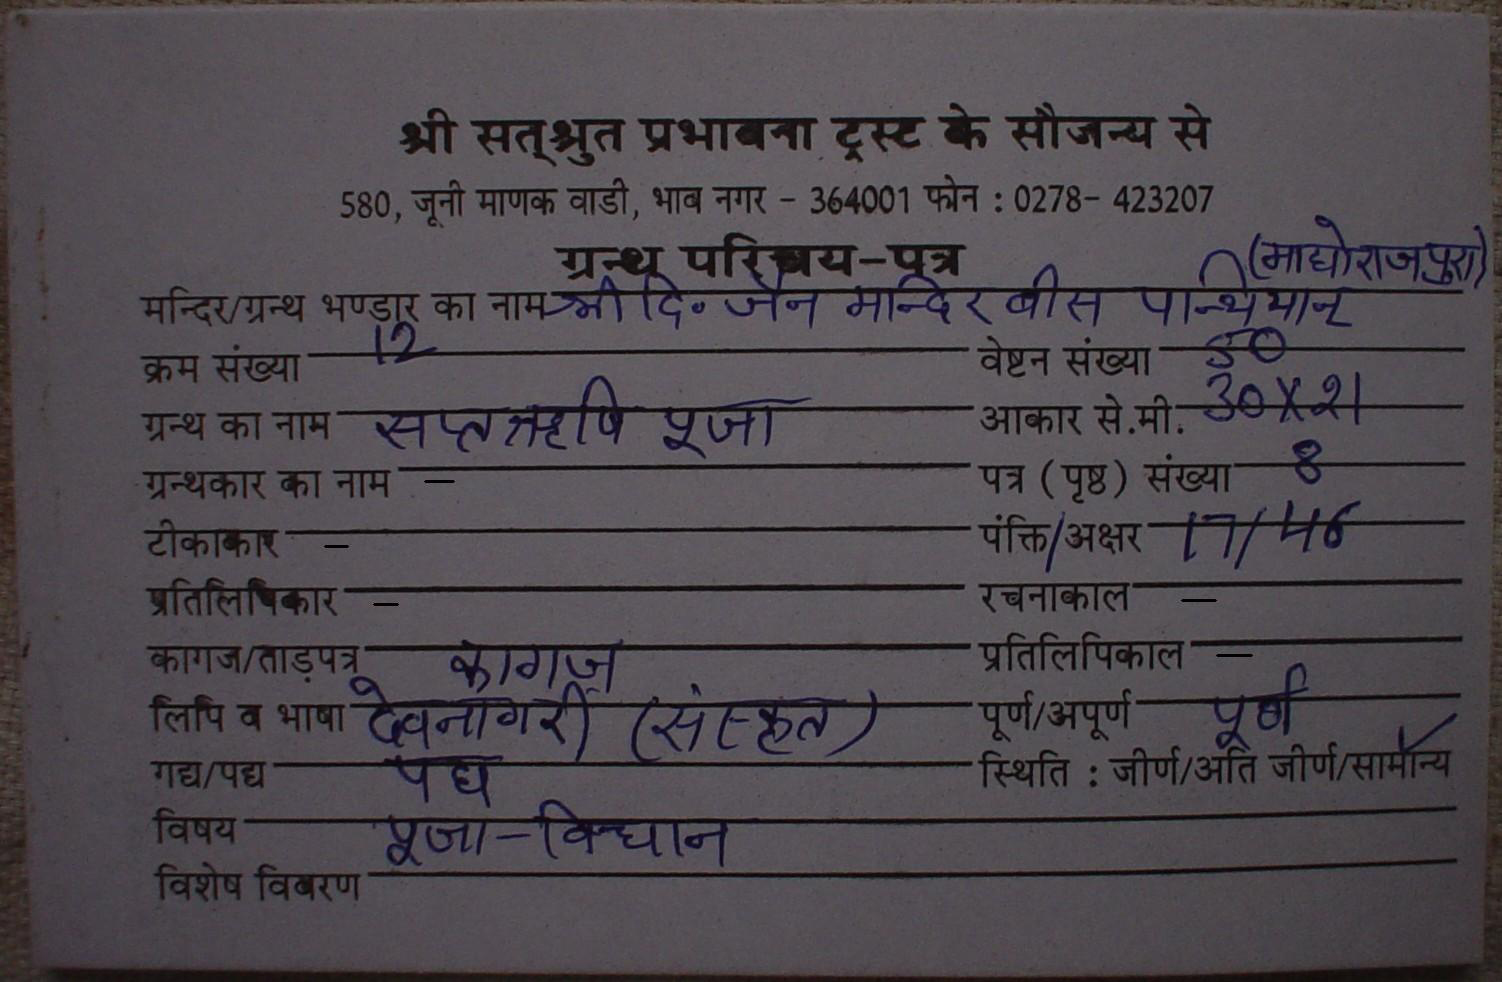 श्री सत्‌श्रुत प्रभावना ट्रस्ट के सौजन्य से
580, जूनी माणक वाडी, भाव नगर - 364001 फोन : 0278- 423207
ग्रन्थ परिचय-पत्र
(माधोराजपुरा)
मन्दिर/ग्रन्थ भण्डार का नाम श्री दि॰ जैन मन्दिर बीस पान्थियान्
क्रम संख्या 12 वेष्टन संख्या 50
ग्रन्थ का नाम सप्तऋषि पूजा आकार से.मी. 30X21
ग्रन्थकार का नाम — पत्र (पृष्ठ) संख्या 8
टीकाकार — पंक्ति/अक्षर 17/46
प्रतिलिपिकार — रचनाकाल —
कागज/ताड़पत्र कागज प्रतिलिपिकाल —
लिपि व भाषा देवनागरी (संस्कृत) पूर्ण/अपूर्ण पूर्ण
गद्य/पद्य पद्य स्थिति : जीर्ण/अति जीर्ण/सामान्य ✓
विषय पूजा-विधान
विशेष विवरण